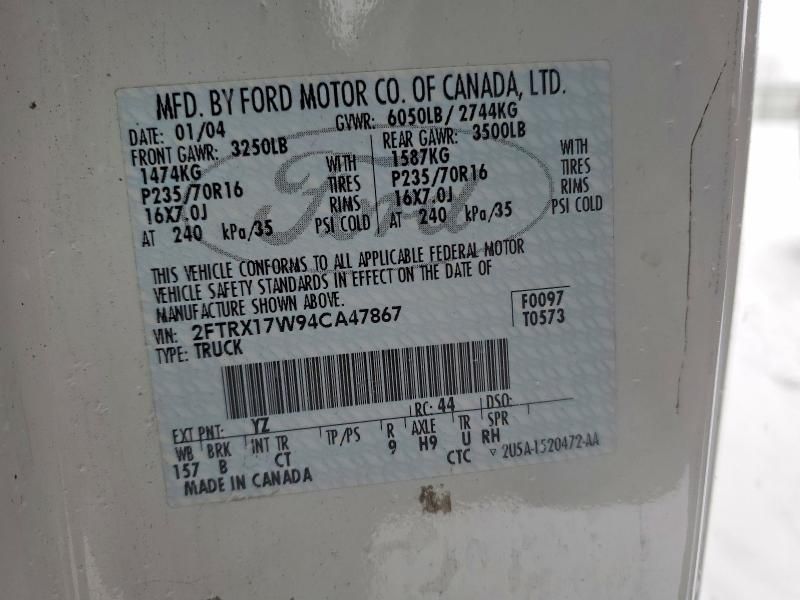 MFD. BY FORD MOTOR CO. OF CANADA, LTD.
DATE: 01/04 GVWR: 6050LB / 2744KG
FRONT GAWR: 3250LB REAR GAWR: 3500LB
1474KG WITH 1587KG WITH
P235/70R16 TIRES P235/70R16 TIRES
16X7.0J RIMS 16X7.0J RIMS
AT 240 kPa/35 PSI COLD AT 240 kPa/35 PSI COLD
Ford
THIS VEHICLE CONFORMS TO ALL APPLICABLE FEDERAL MOTOR
VEHICLE SAFETY STANDARDS IN EFFECT ON THE DATE OF
MANUFACTURE SHOWN ABOVE.
F0097
VIN: 2FTRX17W94CA47867 T0573
TYPE: TRUCK
EXT PNT: YZ RC: 44 DSO:
WB BRK INT TR TP/PS R AXLE TR SPR
157 B CT 9 H9 U RH
CTC 2U5A-1520472-AA
MADE IN CANADA